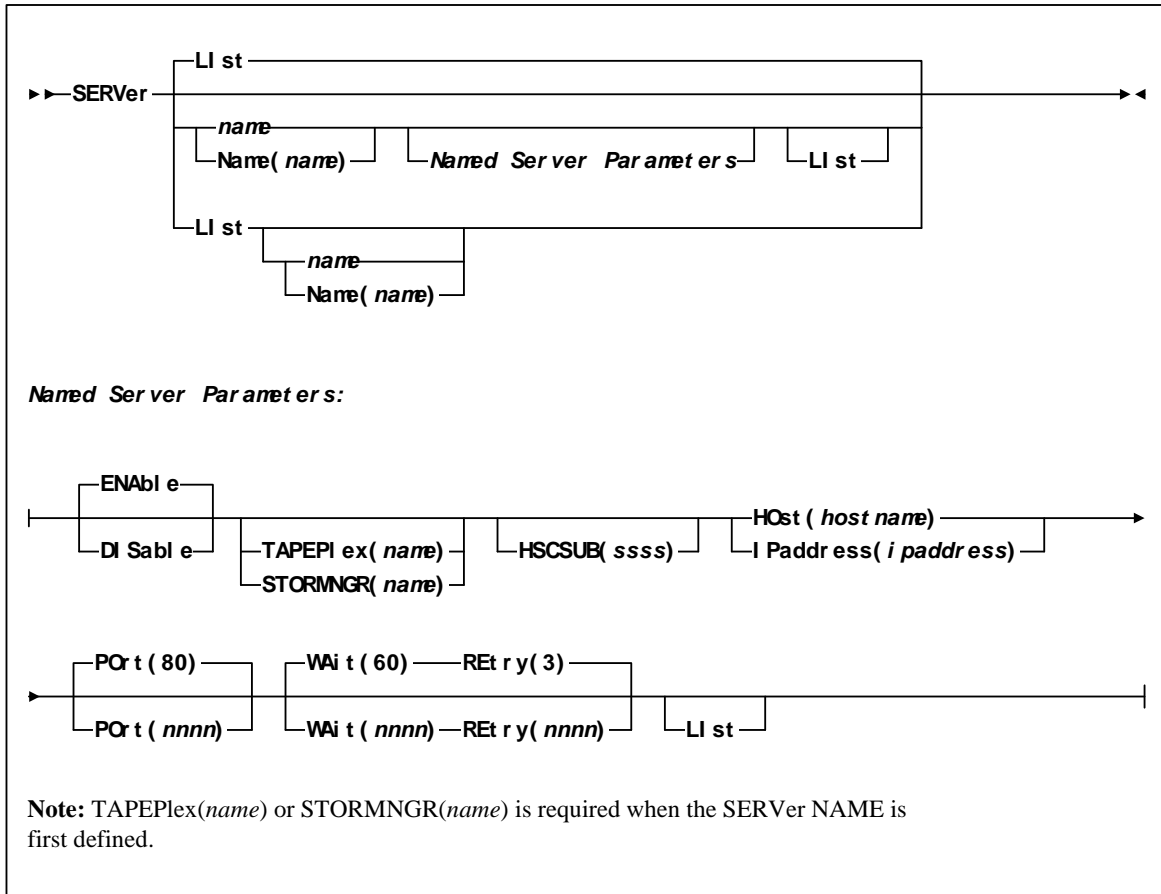 LIst
SERVer
name
Name(name) Named Server Parameters LIst
LIst
name
Name(name)
Named Server Parameters:
ENAble
DISable TAPEPlex(name) HSCSUB(ssss) HOst(hostname)
STORMNGR(name) IPaddress(ipaddress)
POrt(80) WAit(60) REtry(3)
POrt(nnnn) WAit(nnnn) REtry(nnnn) LIst
Note: TAPEPlex(name) or STORMNGR(name) is required when the SERVer NAME is
first defined.